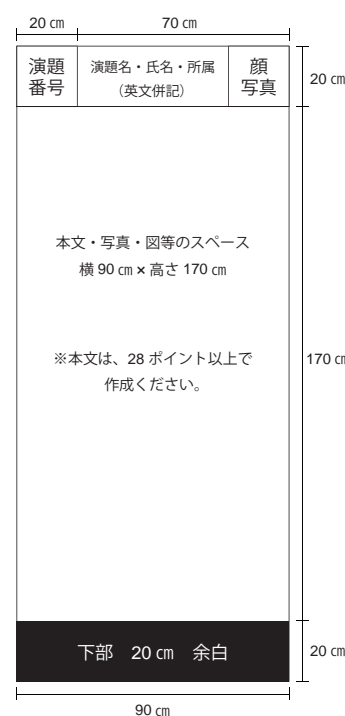 20 ㎝
70 ㎝
演題
番号
演題名・氏名・所属
（英文併記）
顔
写真
20 ㎝
本文・写真・図等のスペース
横 90 ㎝ × 高さ 170 ㎝
※本文は、28 ポイント以上で
作成ください。
170 ㎝
下部　20 ㎝　余白
20 ㎝
90 ㎝